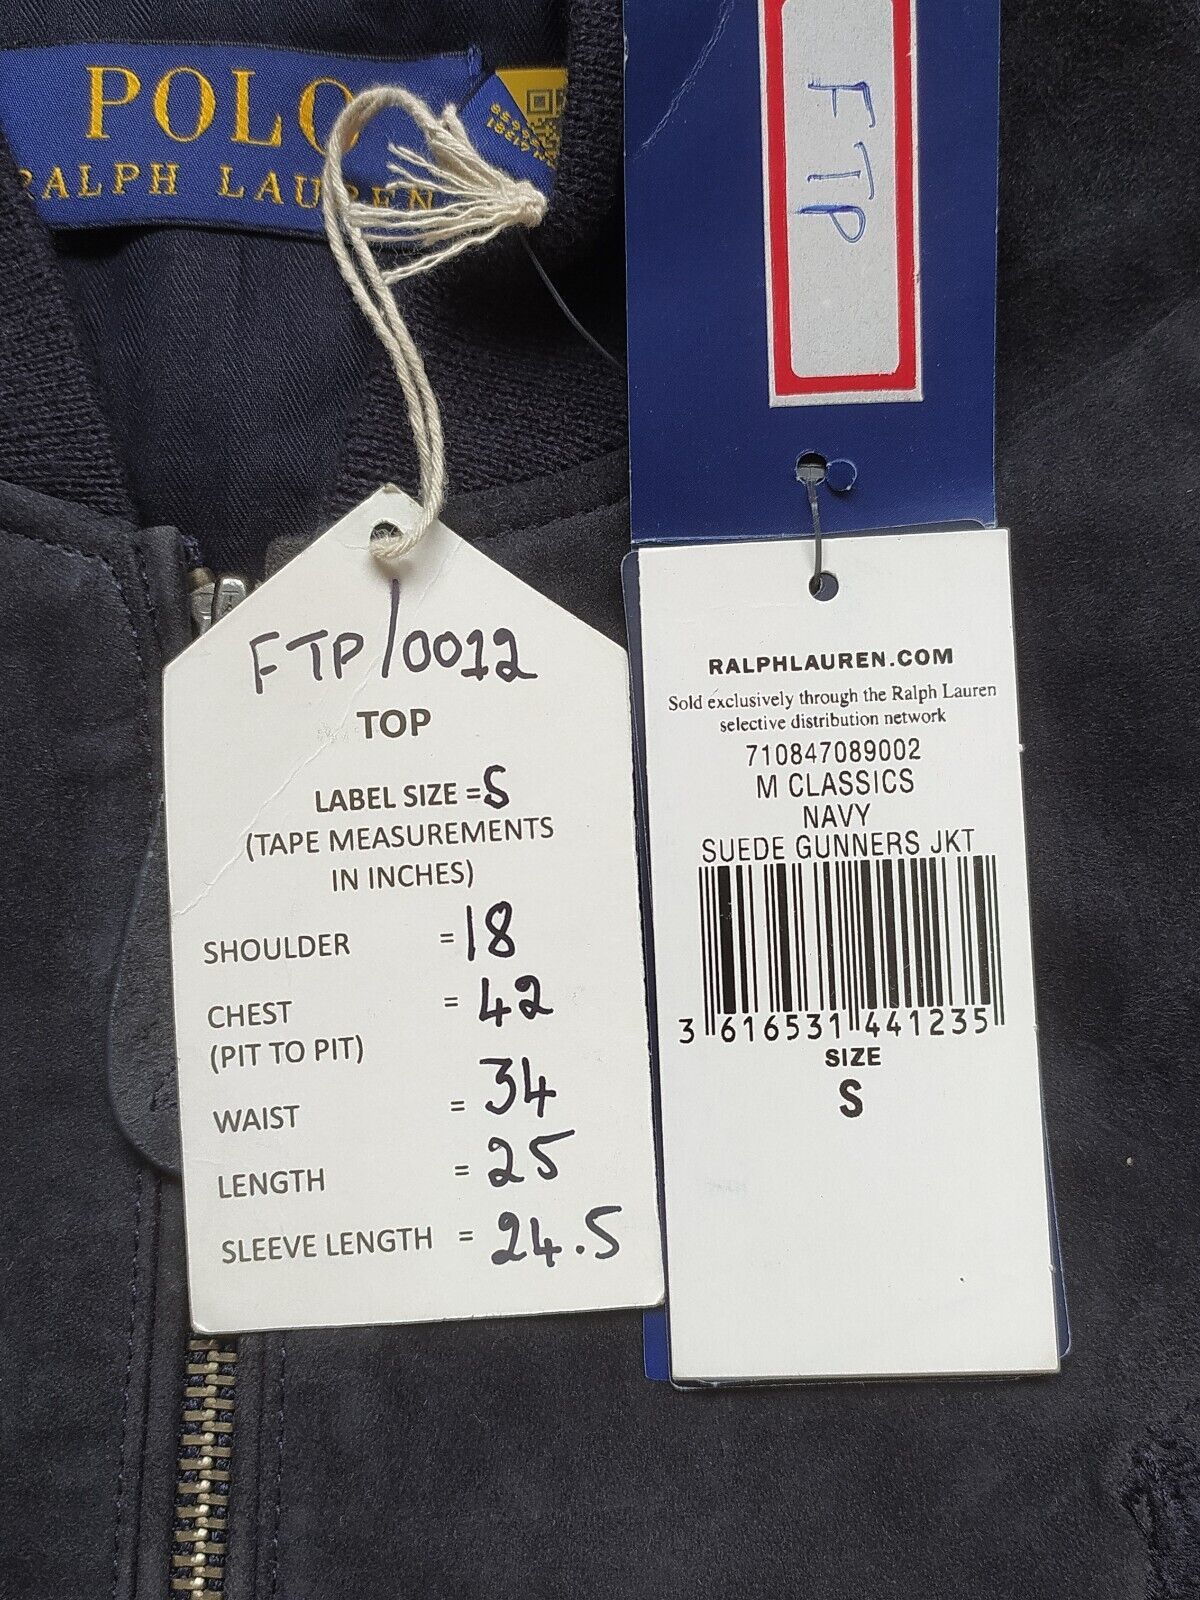 POLO
RALPH LAUREN
FTP
FTP/0012
TOP
LABEL SIZE = S
(TAPE MEASUREMENTS
IN INCHES)
SHOULDER = 18
CHEST = 42
(PIT TO PIT)
WAIST = 34
LENGTH = 25
SLEEVE LENGTH = 24.5
RALPHLAUREN.COM
Sold exclusively through the Ralph Lauren
selective distribution network
710847089002
M CLASSICS
NAVY
SUEDE GUNNERS JKT
3 616531 441235
SIZE
S